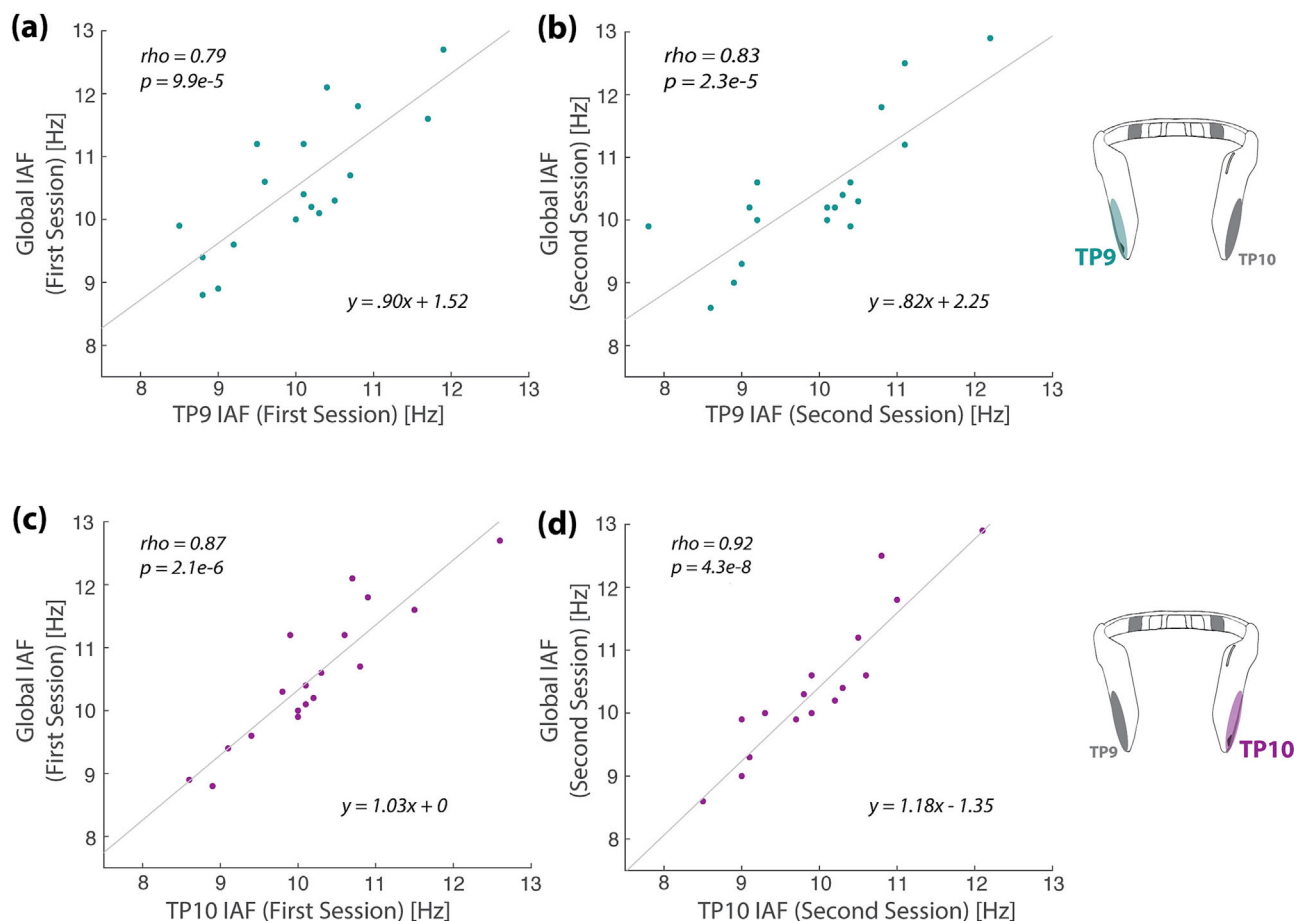 (a)
rho = 0.79
p = 9.9e-5
y = .90x + 1.52
Global IAF
(First Session) [Hz]
13
12
11
10
9
8
8 9 10 11 12 13
TP9 IAF (First Session) [Hz]
(b)
rho = 0.83
p = 2.3e-5
y = .82x + 2.25
Global IAF
(Second Session) [Hz]
13
12
11
10
9
8
8 9 10 11 12 13
TP9 IAF (Second Session) [Hz]
TP9
TP10
(c)
rho = 0.87
p = 2.1e-6
y = 1.03x + 0
Global IAF
(First Session) [Hz]
13
12
11
10
9
8
8 9 10 11 12 13
TP10 IAF (First Session) [Hz]
(d)
rho = 0.92
p = 4.3e-8
y = 1.18x - 1.35
Global IAF
(Second Session) [Hz]
13
12
11
10
9
8
8 9 10 11 12 13
TP10 IAF (Second Session) [Hz]
TP9
TP10